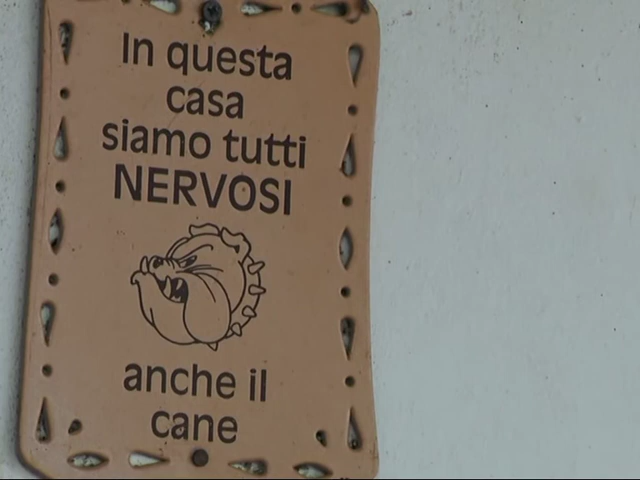 In questa
casa
siamo tutti
NERVOSI
anche il
cane